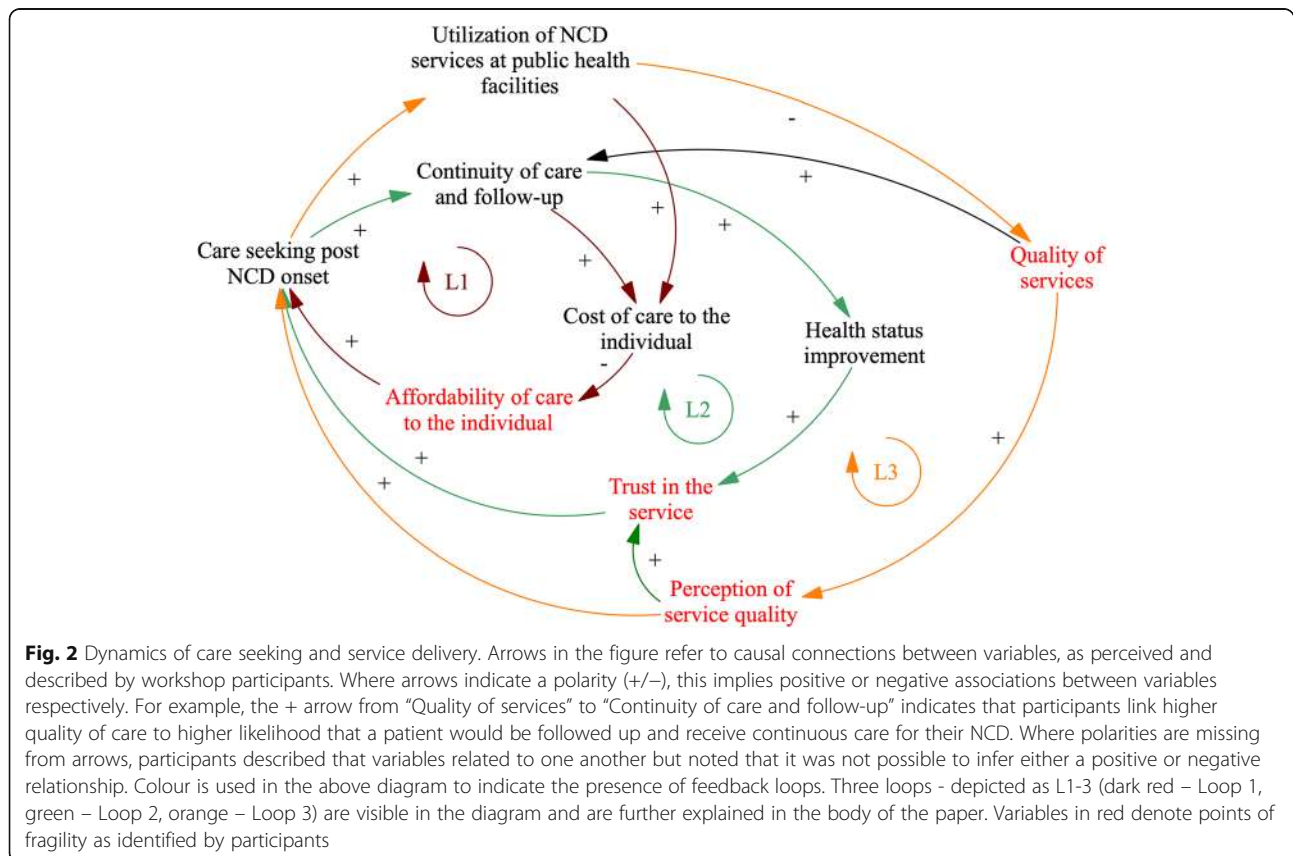 Utilization of NCD
services at public health
facilities
-
+
Continuity of care
and follow-up
+
+
+
+
Care seeking post
NCD onset
+
Quality of
services
L1
Cost of care to the
individual
Health status
improvement
+
-
Affordability of care
to the individual
L2
+
+
+
L3
+
Trust in the
service
+
Perception of
service quality
Fig. 2 Dynamics of care seeking and service delivery. Arrows in the figure refer to causal connections between variables, as perceived and
described by workshop participants. Where arrows indicate a polarity (+/−), this implies positive or negative associations between variables
respectively. For example, the + arrow from “Quality of services” to “Continuity of care and follow-up” indicates that participants link higher
quality of care to higher likelihood that a patient would be followed up and receive continuous care for their NCD. Where polarities are missing
from arrows, participants described that variables related to one another but noted that it was not possible to infer either a positive or negative
relationship. Colour is used in the above diagram to indicate the presence of feedback loops. Three loops - depicted as L1-3 (dark red – Loop 1,
green – Loop 2, orange – Loop 3) are visible in the diagram and are further explained in the body of the paper. Variables in red denote points of
fragility as identified by participants